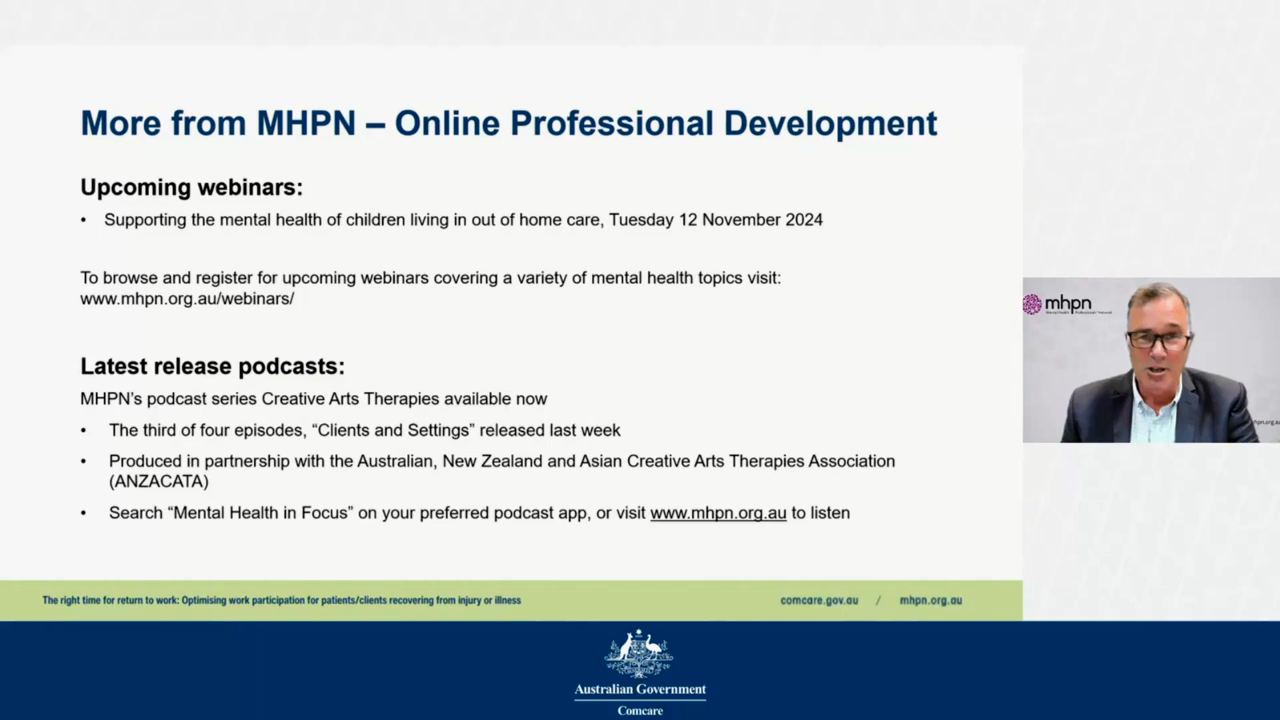 More from MHPN – Online Professional Development
Upcoming webinars:
• Supporting the mental health of children living in out of home care, Tuesday 12 November 2024
To browse and register for upcoming webinars covering a variety of mental health topics visit:
www.mhpn.org.au/webinars/
Latest release podcasts:
MHPN’s podcast series Creative Arts Therapies available now
• The third of four episodes, “Clients and Settings” released last week
• Produced in partnership with the Australian, New Zealand and Asian Creative Arts Therapies Association
(ANZACATA)
• Search “Mental Health in Focus” on your preferred podcast app, or visit www.mhpn.org.au to listen
mhpn
The right time for return to work: Optimising work participation for patients/clients recovering from injury or illness
comcare.gov.au / mhpn.org.au
Australian Government
Comcare